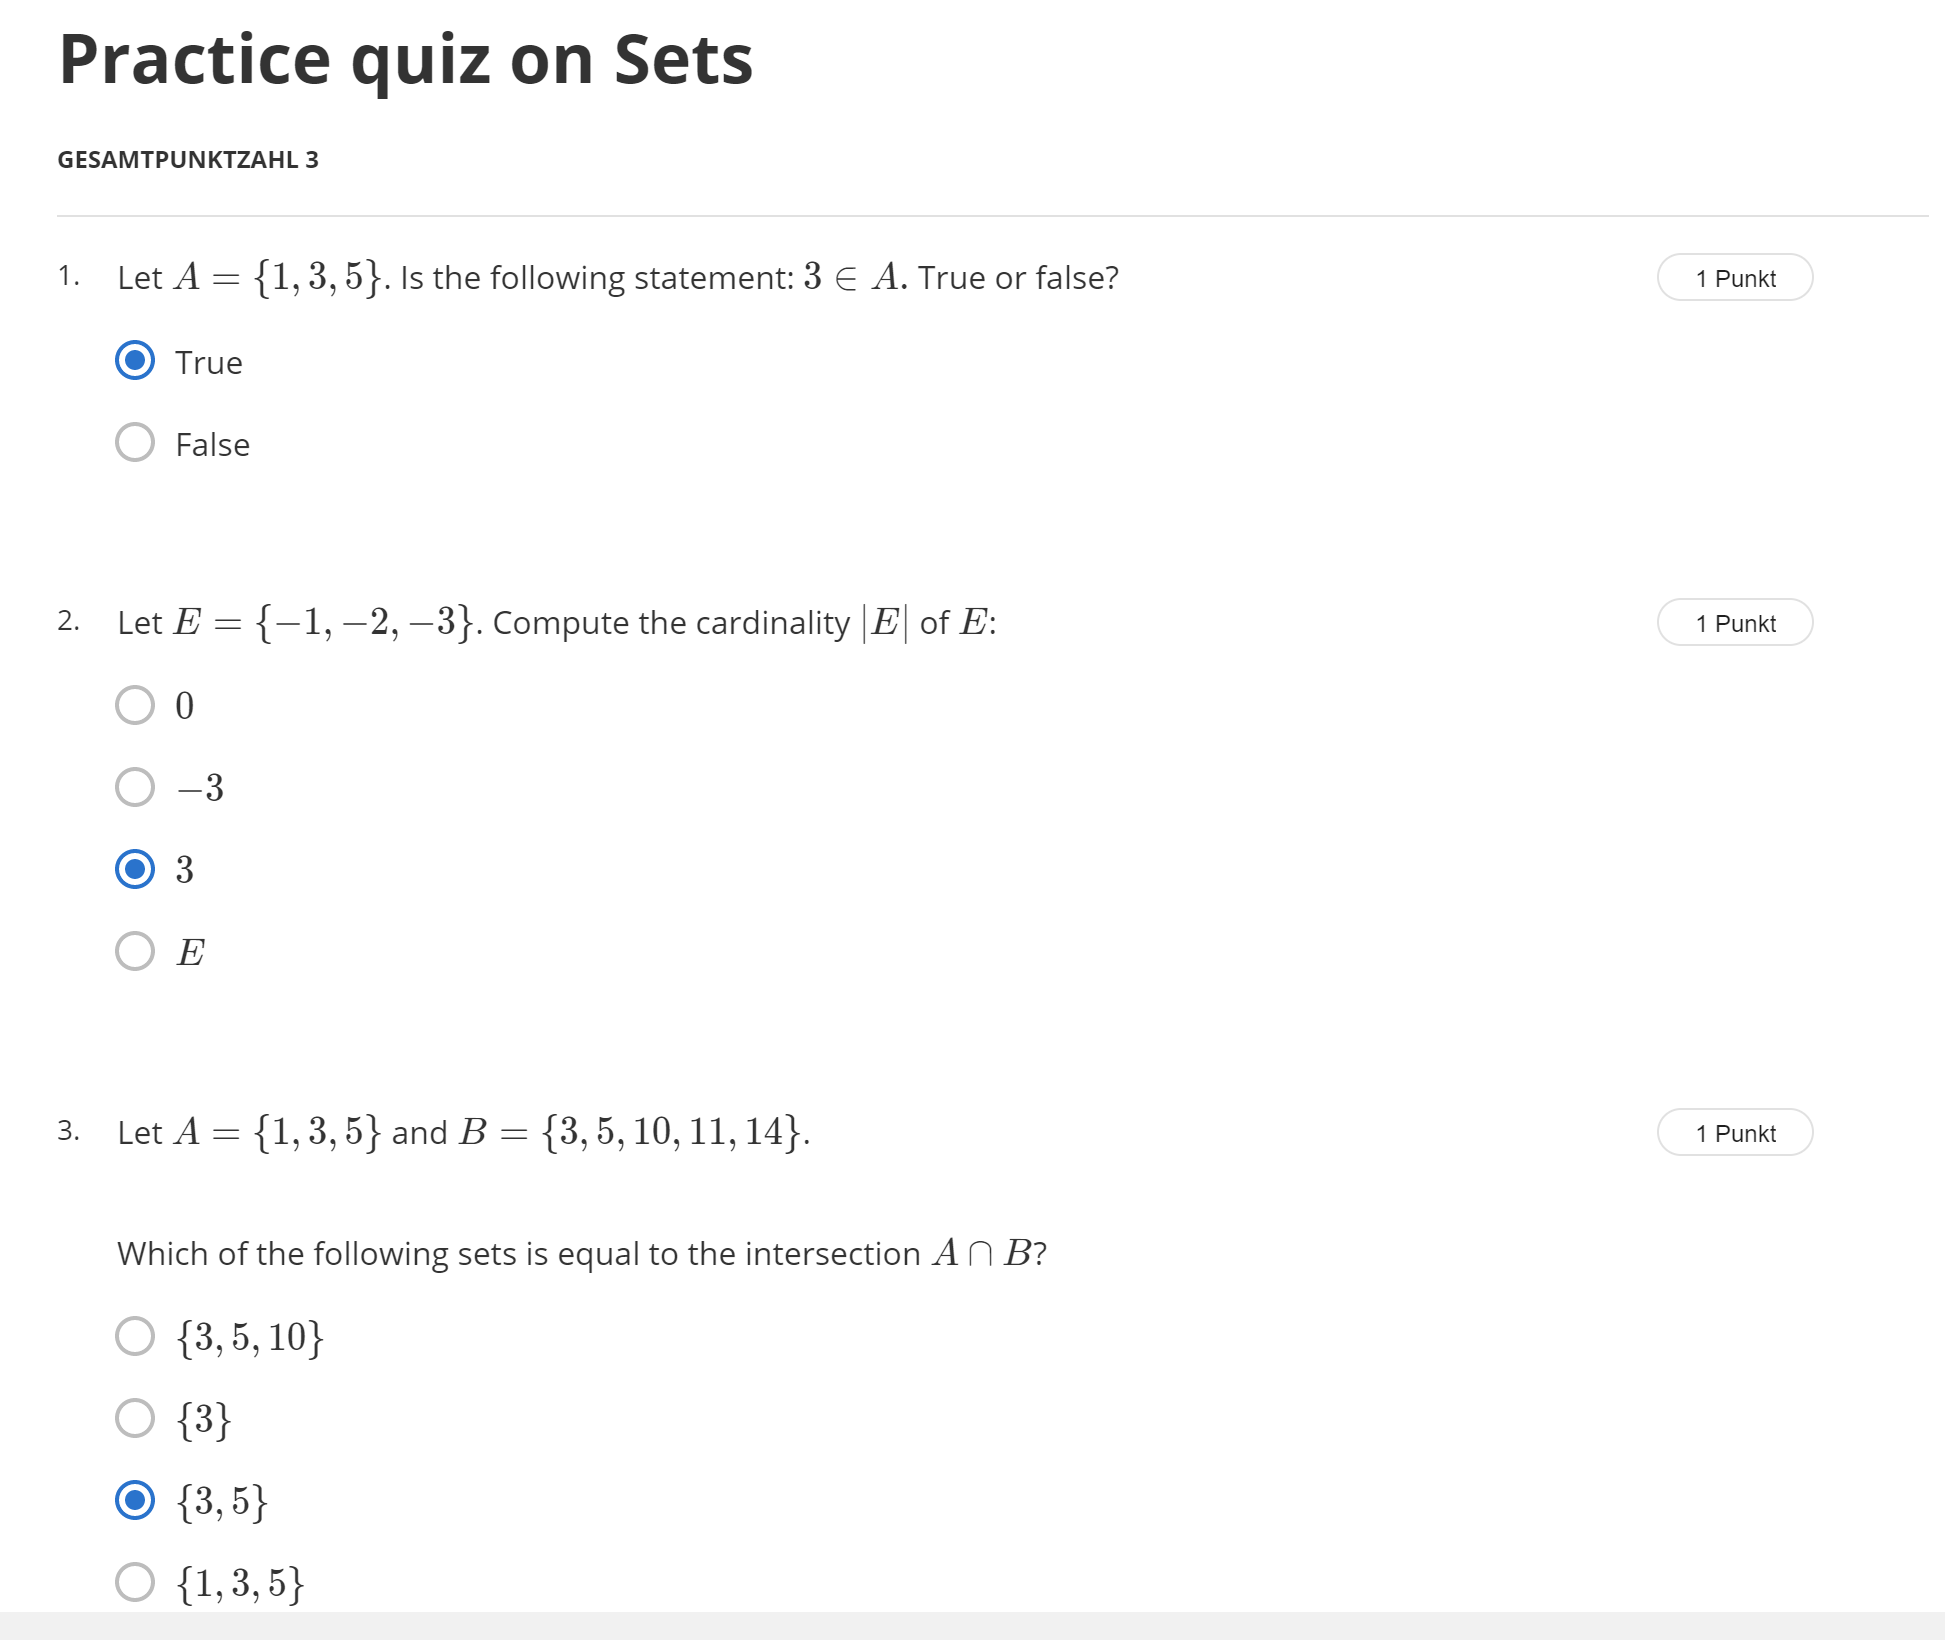 Practice quiz on Sets
GESAMTPUNKTZAHL 3
1. Let A = {1, 3, 5}. Is the following statement: 3 ∈ A. True or false?
1 Punkt
True
False
2. Let E = {−1, −2, −3}. Compute the cardinality |E| of E:
1 Punkt
0
−3
3
E
3. Let A = {1, 3, 5} and B = {3, 5, 10, 11, 14}.
1 Punkt
Which of the following sets is equal to the intersection A ∩ B?
{3, 5, 10}
{3}
{3, 5}
{1, 3, 5}